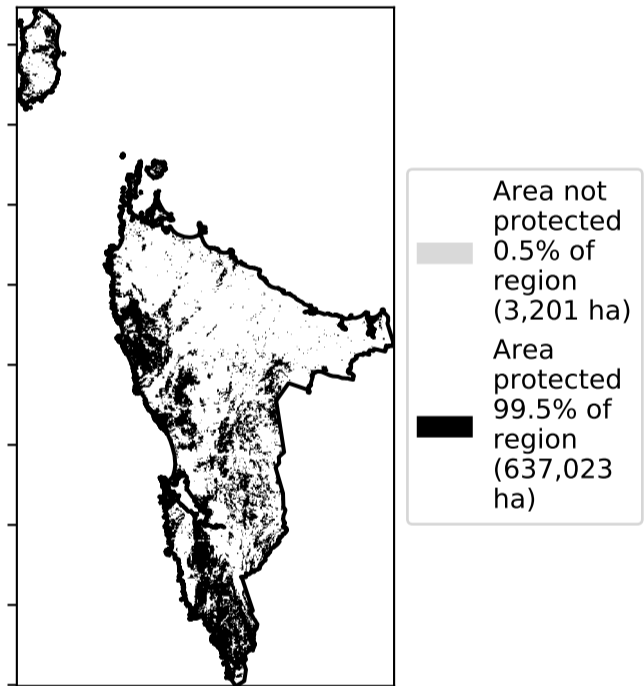 Area not
protected
0.5% of
region
(3,201 ha)
Area
protected
99.5% of
region
(637,023
ha)